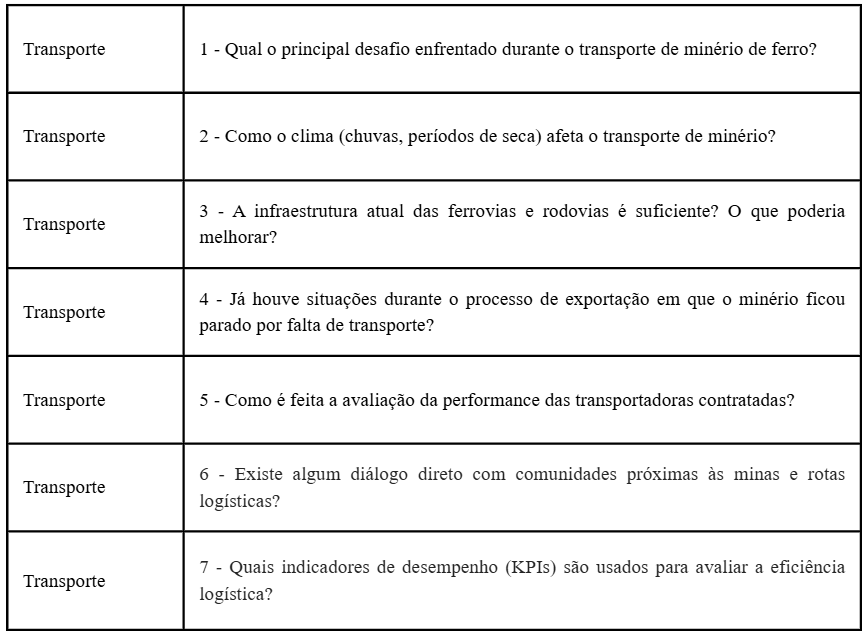 Transporte
1 - Qual o principal desafio enfrentado durante o transporte de minério de ferro?
Transporte
2 - Como o clima (chuvas, períodos de seca) afeta o transporte de minério?
Transporte
3 - A infraestrutura atual das ferrovias e rodovias é suficiente? O que poderia
melhorar?
Transporte
4 - Já houve situações durante o processo de exportação em que o minério ficou
parado por falta de transporte?
Transporte
5 - Como é feita a avaliação da performance das transportadoras contratadas?
Transporte
6 - Existe algum diálogo direto com comunidades próximas às minas e rotas
logísticas?
Transporte
7 - Quais indicadores de desempenho (KPIs) são usados para avaliar a eficiência
logística?